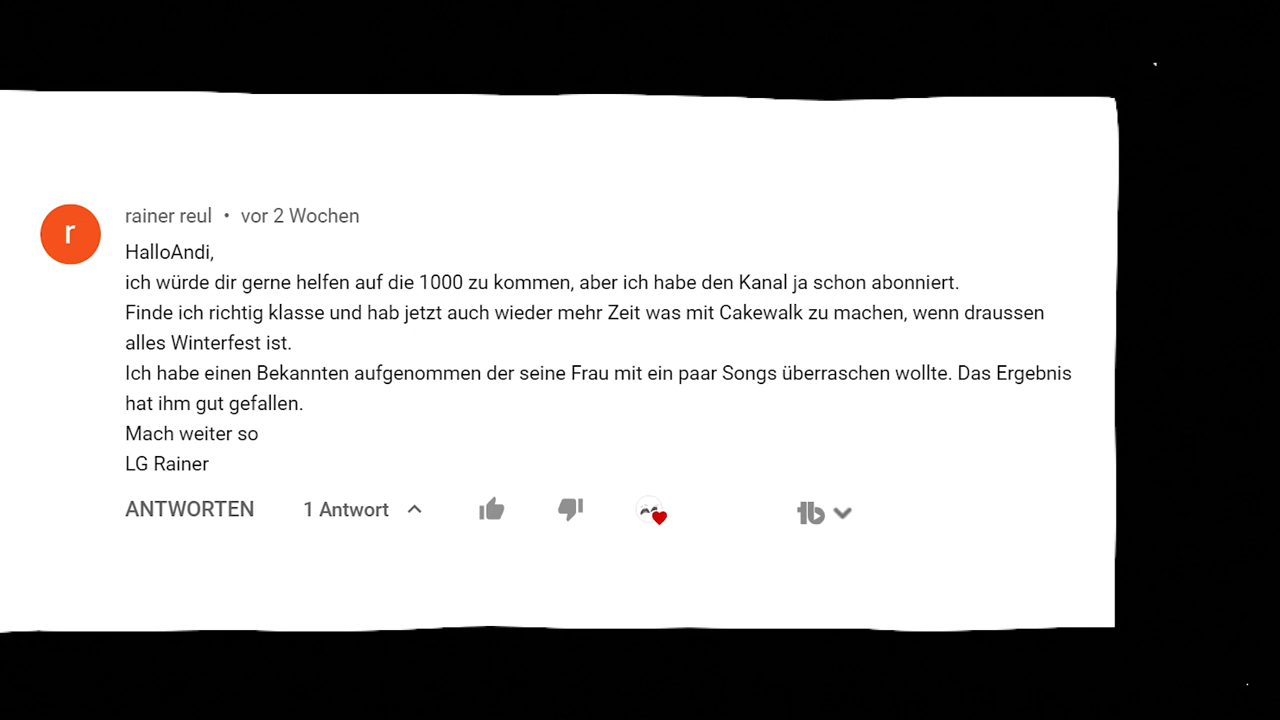 r
rainer reul • vor 2 Wochen
HalloAndi,
ich würde dir gerne helfen auf die 1000 zu kommen, aber ich habe den Kanal ja schon abonniert.
Finde ich richtig klasse und hab jetzt auch wieder mehr Zeit was mit Cakewalk zu machen, wenn draussen
alles Winterfest ist.
Ich habe einen Bekannten aufgenommen der seine Frau mit ein paar Songs überraschen wollte. Das Ergebnis
hat ihm gut gefallen.
Mach weiter so
LG Rainer
ANTWORTEN 1 Antwort tb